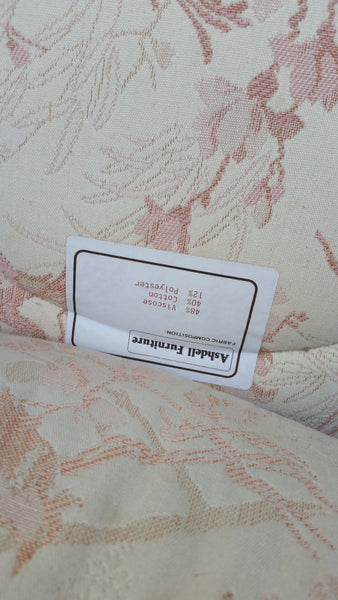 Ashdell Furniture
FABRIC COMPOSITION:
48% Viscose
40% Cotton
12% Polyester